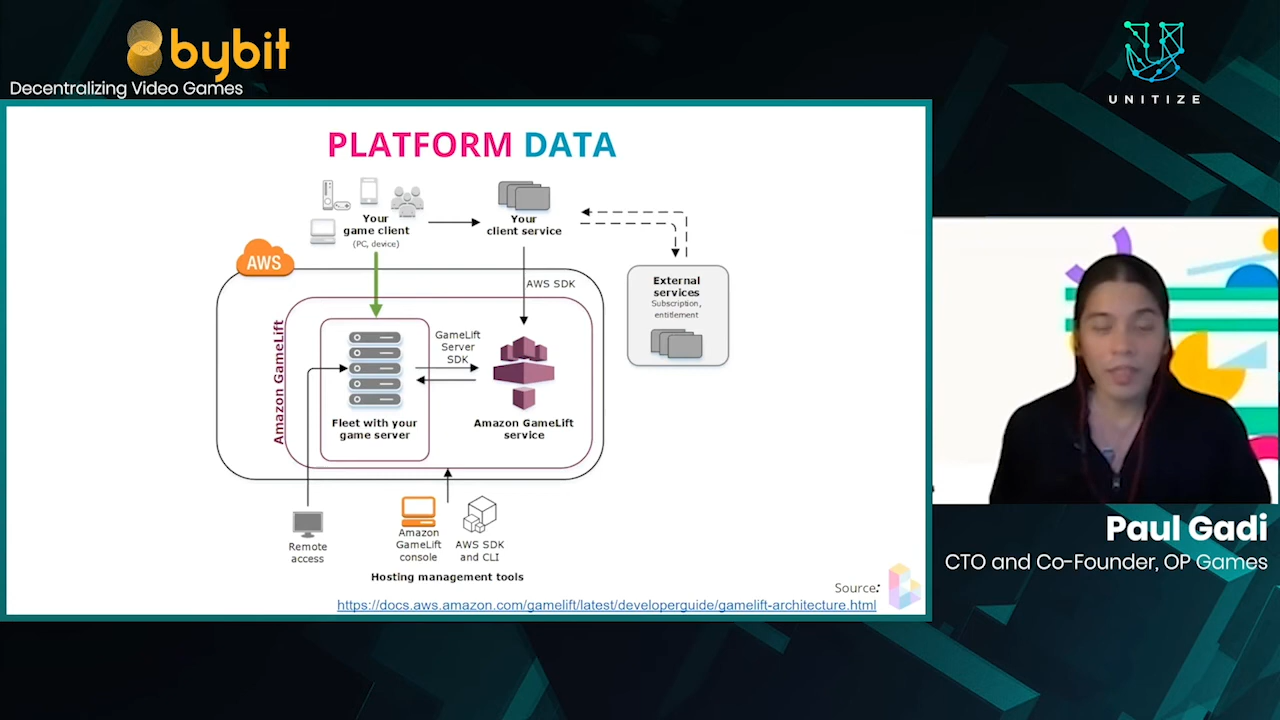 bybit
Decentralizing Video Games
UNITIZE
PLATFORM DATA
Your
game client
(PC, device)
Your
client service
AWS
AWS SDK
External
services
Subscription,
entitlement
Amazon GameLift
GameLift
Server
SDK
Fleet with your
game server
Amazon GameLift
service
Remote
access
Amazon
GameLift
console
AWS SDK
and CLI
Hosting management tools
Source:
https://docs.aws.amazon.com/gamelift/latest/developerguide/gamelift-architecture.html
Paul Gadi
CTO and Co-Founder, OP Games